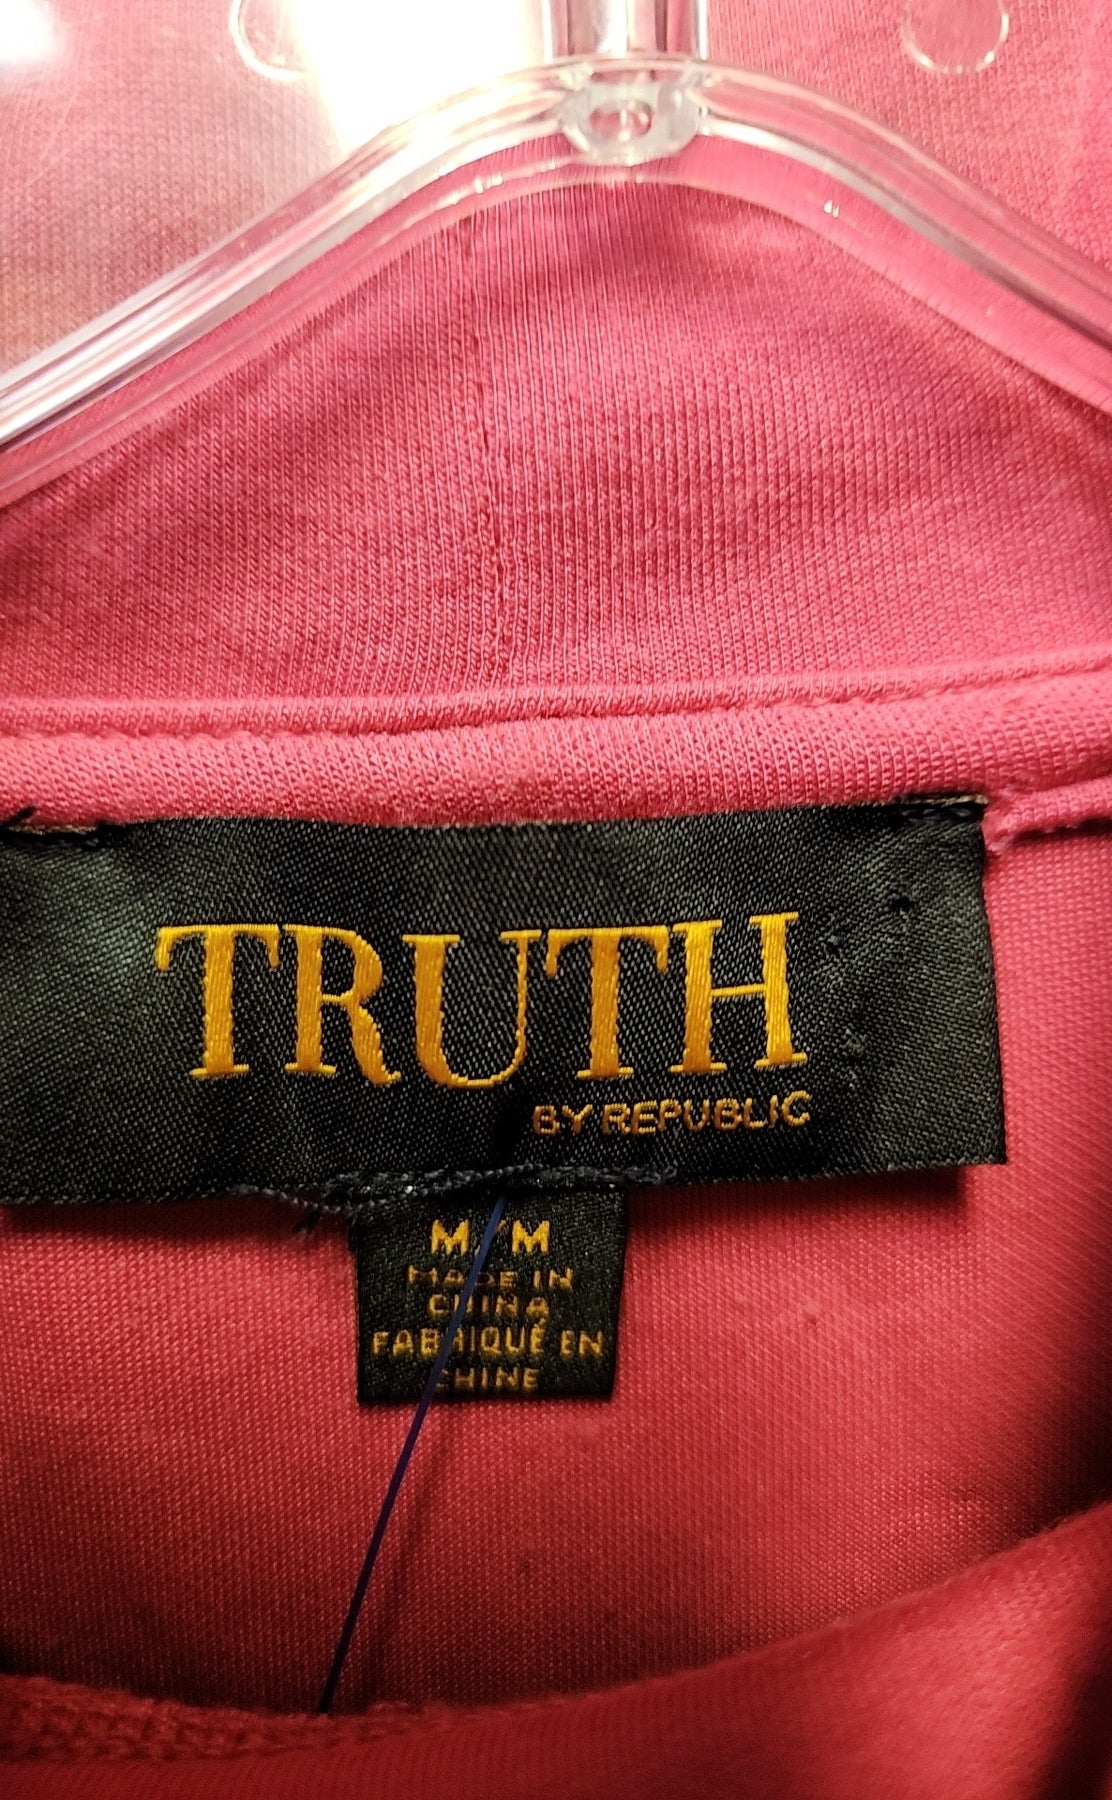 TRUTH
BY REPUBLIC
M/M
MADE IN
CHINA
FABRIQUÉ EN
CHINE